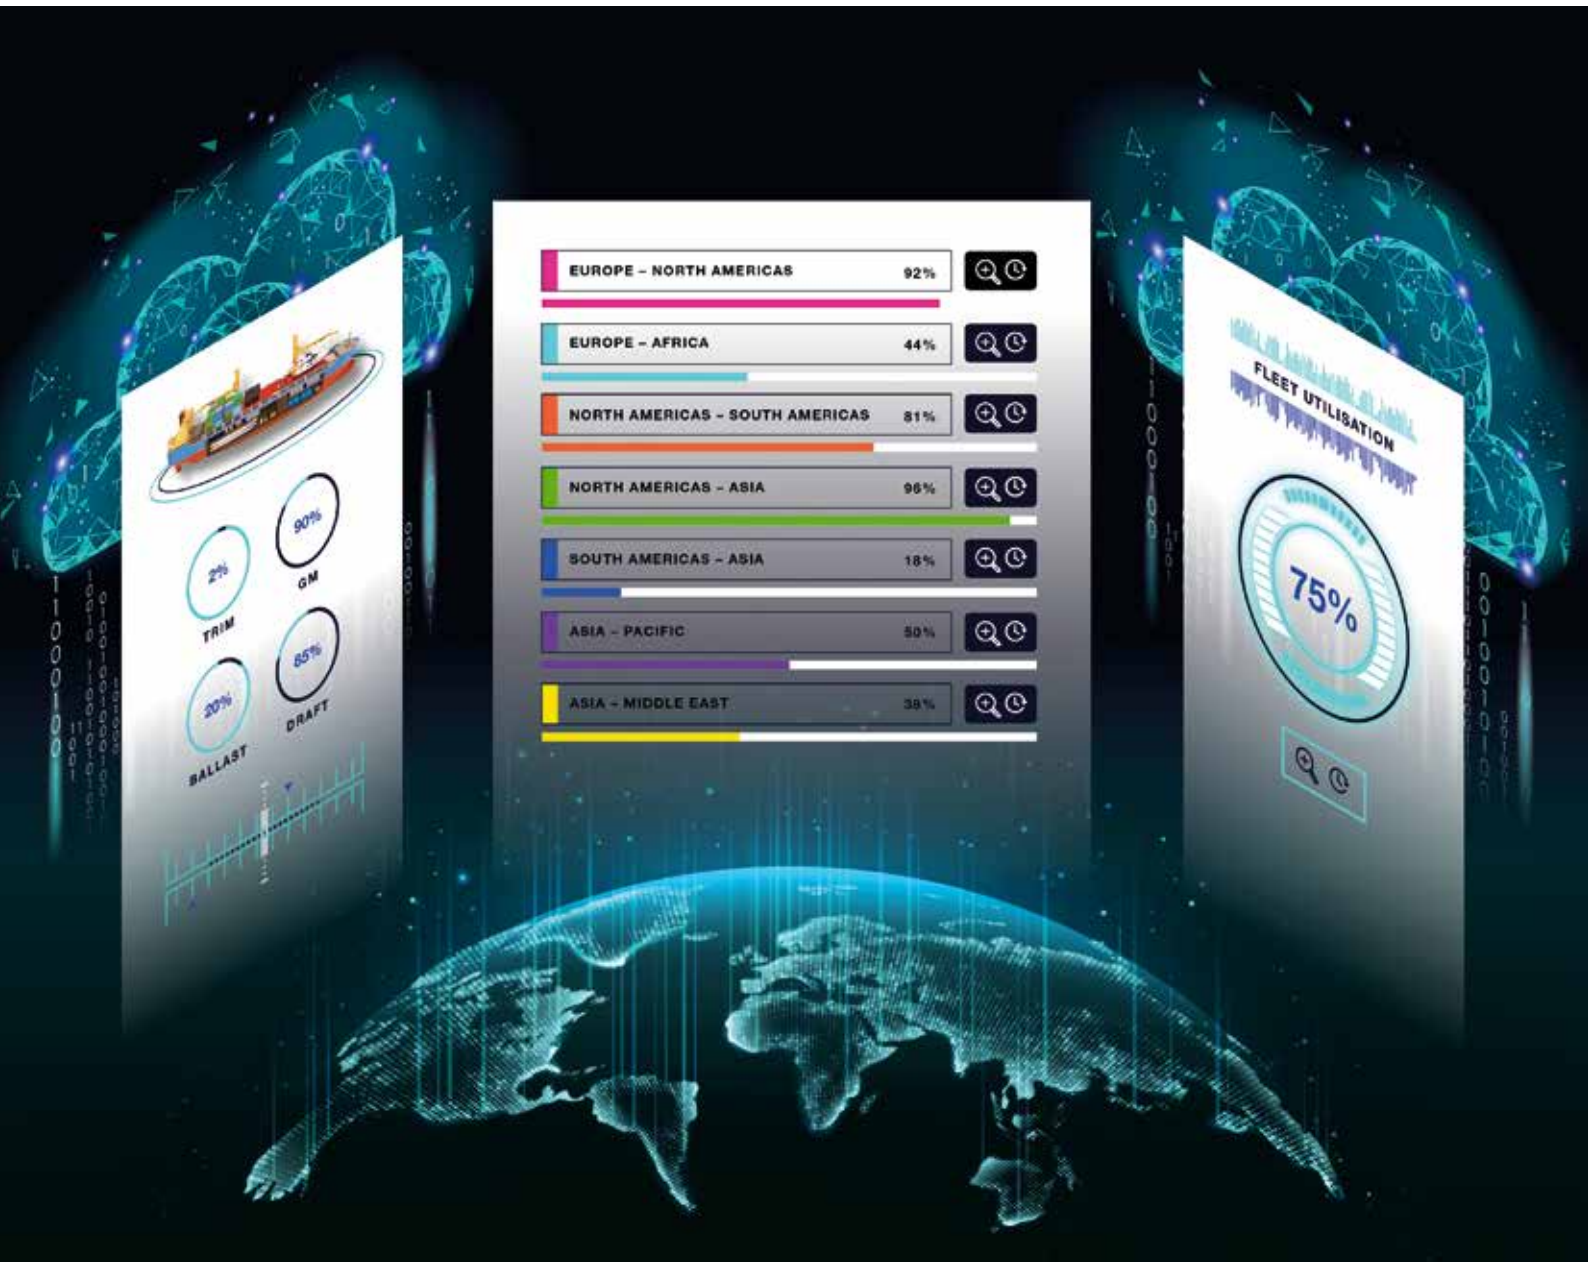 2%
TRIM
90%
GM
20%
BALLAST
85%
DRAFT
EUROPE – NORTH AMERICAS 92%
EUROPE – AFRICA 44%
NORTH AMERICAS – SOUTH AMERICAS 81%
NORTH AMERICAS – ASIA 96%
SOUTH AMERICAS – ASIA 18%
ASIA – PACIFIC 50%
ASIA – MIDDLE EAST 38%
FLEET UTILISATION
75%